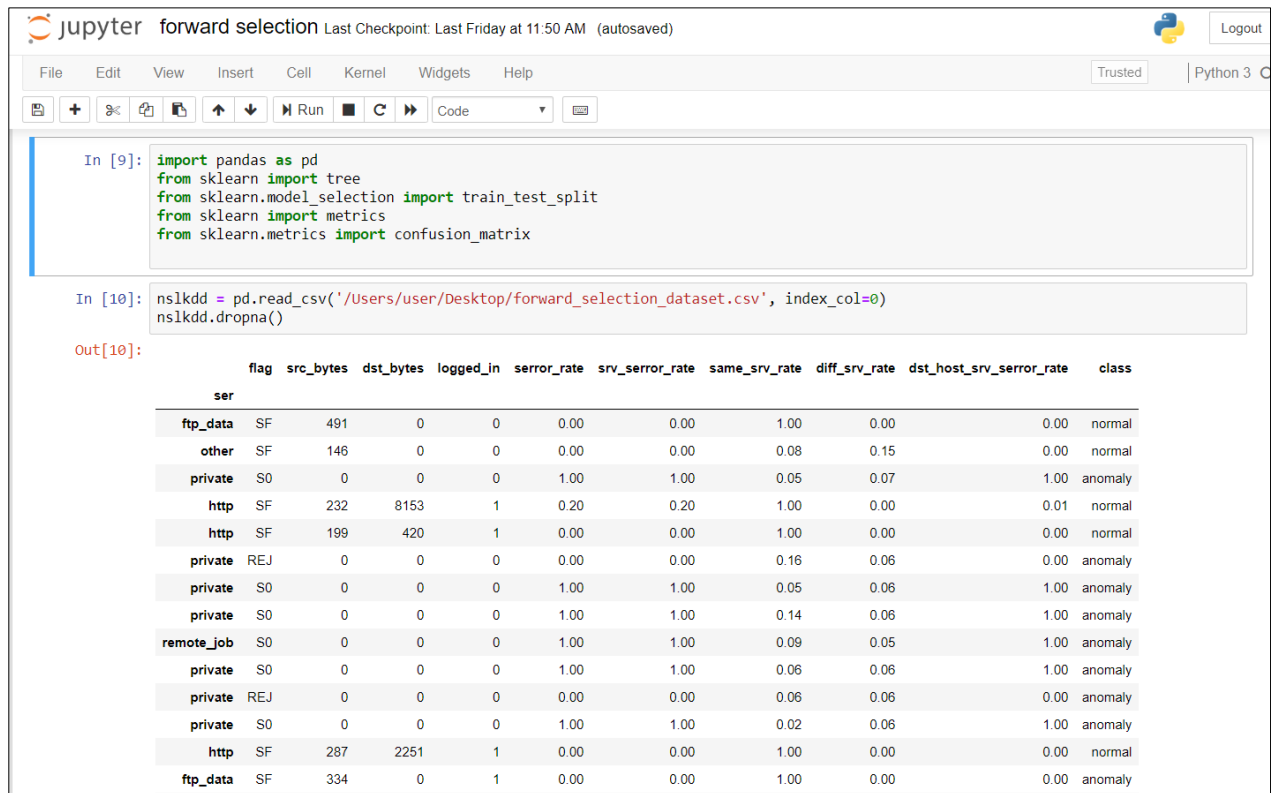 jupyter forward selection Last Checkpoint: Last Friday at 11:50 AM (autosaved) Logout
File Edit View Insert Cell Kernel Widgets Help Trusted Python 3
Run Code
In [9]: import pandas as pd
from sklearn import tree
from sklearn.model_selection import train_test_split
from sklearn import metrics
from sklearn.metrics import confusion_matrix
In [10]: nslkdd = pd.read_csv('/Users/user/Desktop/forward_selection_dataset.csv', index_col=0)
nslkdd.dropna()
Out[10]:
flag src_bytes dst_bytes logged_in serror_rate srv_serror_rate same_srv_rate diff_srv_rate dst_host_srv_serror_rate class
ser
ftp_data SF 491 0 0 0.00 0.00 1.00 0.00 0.00 normal
other SF 146 0 0 0.00 0.00 0.08 0.15 0.00 normal
private S0 0 0 0 1.00 1.00 0.05 0.07 1.00 anomaly
http SF 232 8153 1 0.20 0.20 1.00 0.00 0.01 normal
http SF 199 420 1 0.00 0.00 1.00 0.00 0.00 normal
private REJ 0 0 0 0.00 0.00 0.16 0.06 0.00 anomaly
private S0 0 0 0 1.00 1.00 0.05 0.06 1.00 anomaly
private S0 0 0 0 1.00 1.00 0.14 0.06 1.00 anomaly
remote_job S0 0 0 0 1.00 1.00 0.09 0.05 1.00 anomaly
private S0 0 0 0 1.00 1.00 0.06 0.06 1.00 anomaly
private REJ 0 0 0 0.00 0.00 0.06 0.06 0.00 anomaly
private S0 0 0 0 1.00 1.00 0.02 0.06 1.00 anomaly
http SF 287 2251 1 0.00 0.00 1.00 0.00 0.00 normal
ftp_data SF 334 0 1 0.00 0.00 1.00 0.00 0.00 anomaly